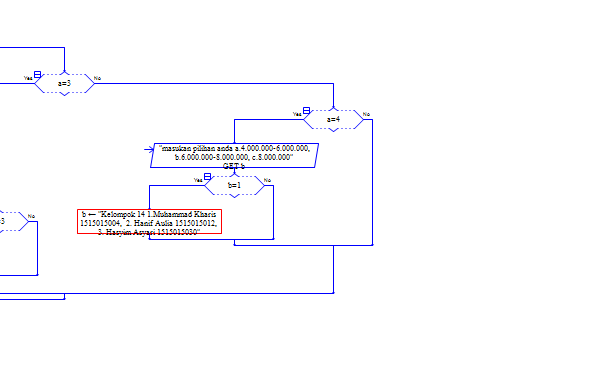 Yes
a=3
No
Yes
a=4
No
"masukan pilihan anda a.4.000.000-6.000.000,
b.6.000.000-8.000.000, c.8.000.000"
GET b
Yes
b=1
No
b ← "Kelompok 14 1.Muhammad Kharis
1515015004, 2. Hanif Aulia 1515015012,
3. Hasyim Asyari 1515015030"
3
No